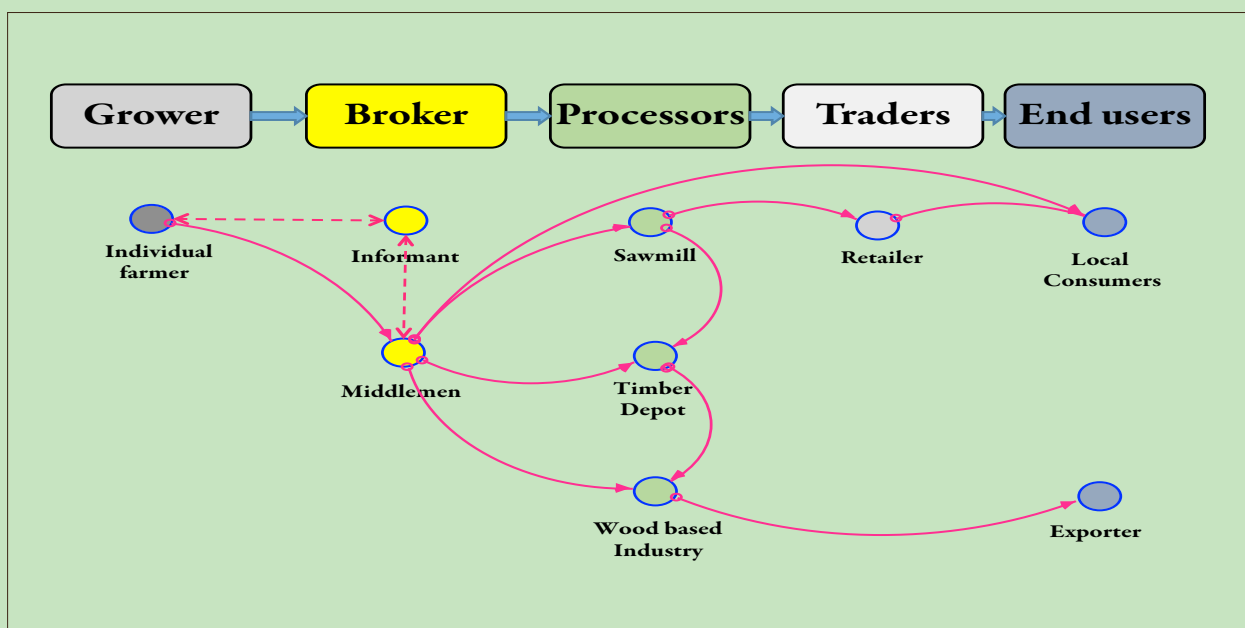 Grower
Broker
Processors
Traders
End users
Individual
farmer
Informant
Sawmill
Retailer
Local
Consumers
Middlemen
Timber
Depot
Wood based
Industry
Exporter